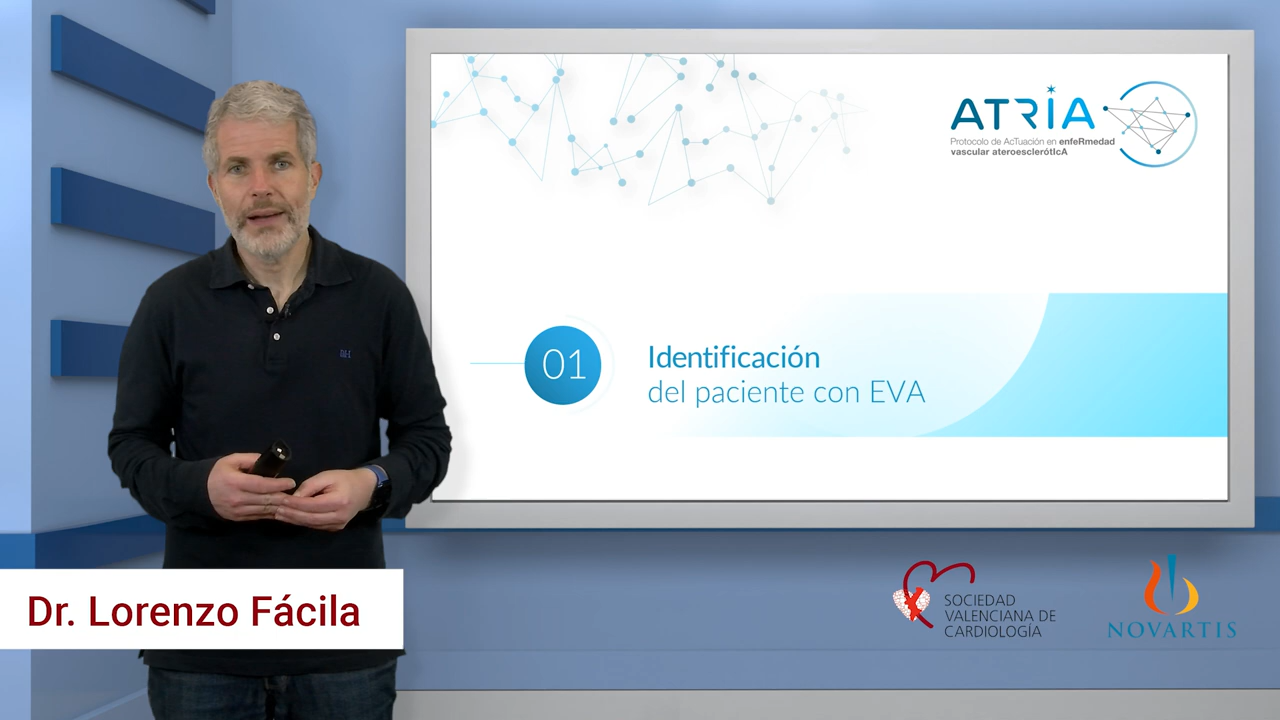 ATRIA
Protocolo de AcTuación en enfeRmedad
vascular ateroesclerótIcA
01
Identificación
del paciente con EVA
Dr. Lorenzo Fácila
SOCIEDAD
VALENCIANA DE
CARDIOLOGÍA
NOVARTIS